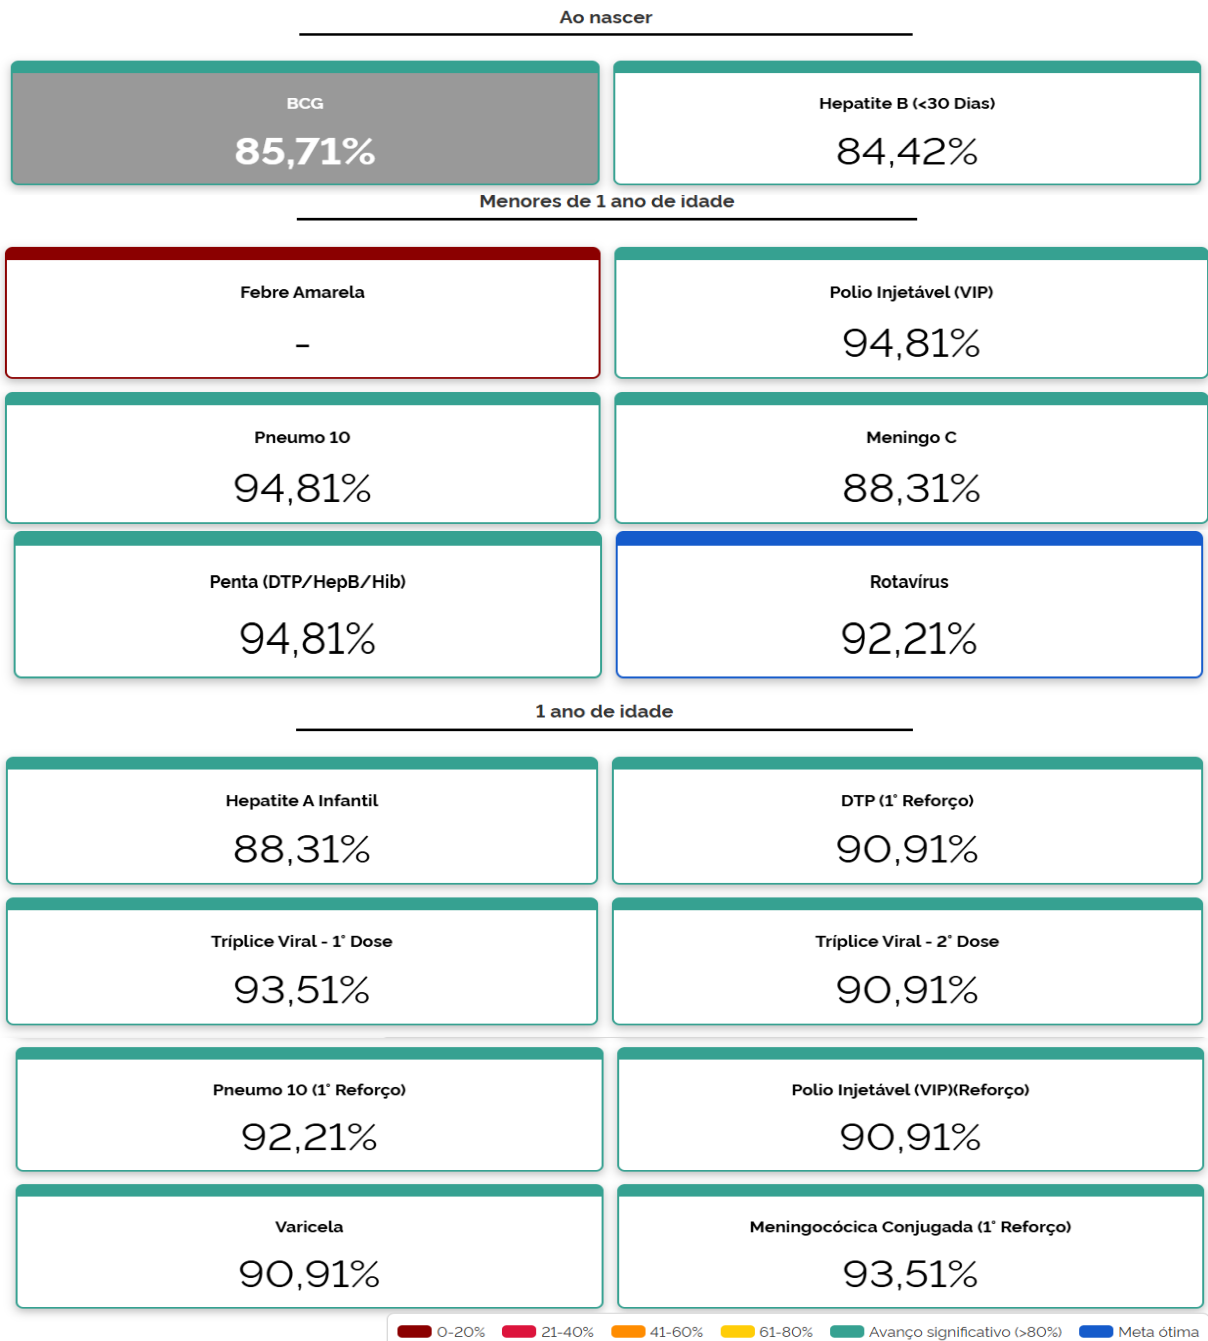 Ao nascer
BCG
85,71%
Hepatite B (<30 Dias)
84,42%
Menores de 1 ano de idade
Febre Amarela
-
Polio Injetável (VIP)
94,81%
Pneumo 10
94,81%
Meningo C
88,31%
Penta (DTP/HepB/Hib)
94,81%
Rotavírus
92,21%
1 ano de idade
Hepatite A Infantil
88,31%
DTP (1° Reforço)
90,91%
Tríplice Viral - 1° Dose
93,51%
Tríplice Viral - 2° Dose
90,91%
Pneumo 10 (1° Reforço)
92,21%
Polio Injetável (VIP)(Reforço)
90,91%
Varicela
90,91%
Meningocócica Conjugada (1° Reforço)
93,51%
0-20% 21-40% 41-60% 61-80% Avanço significativo (>80%) Meta ótima